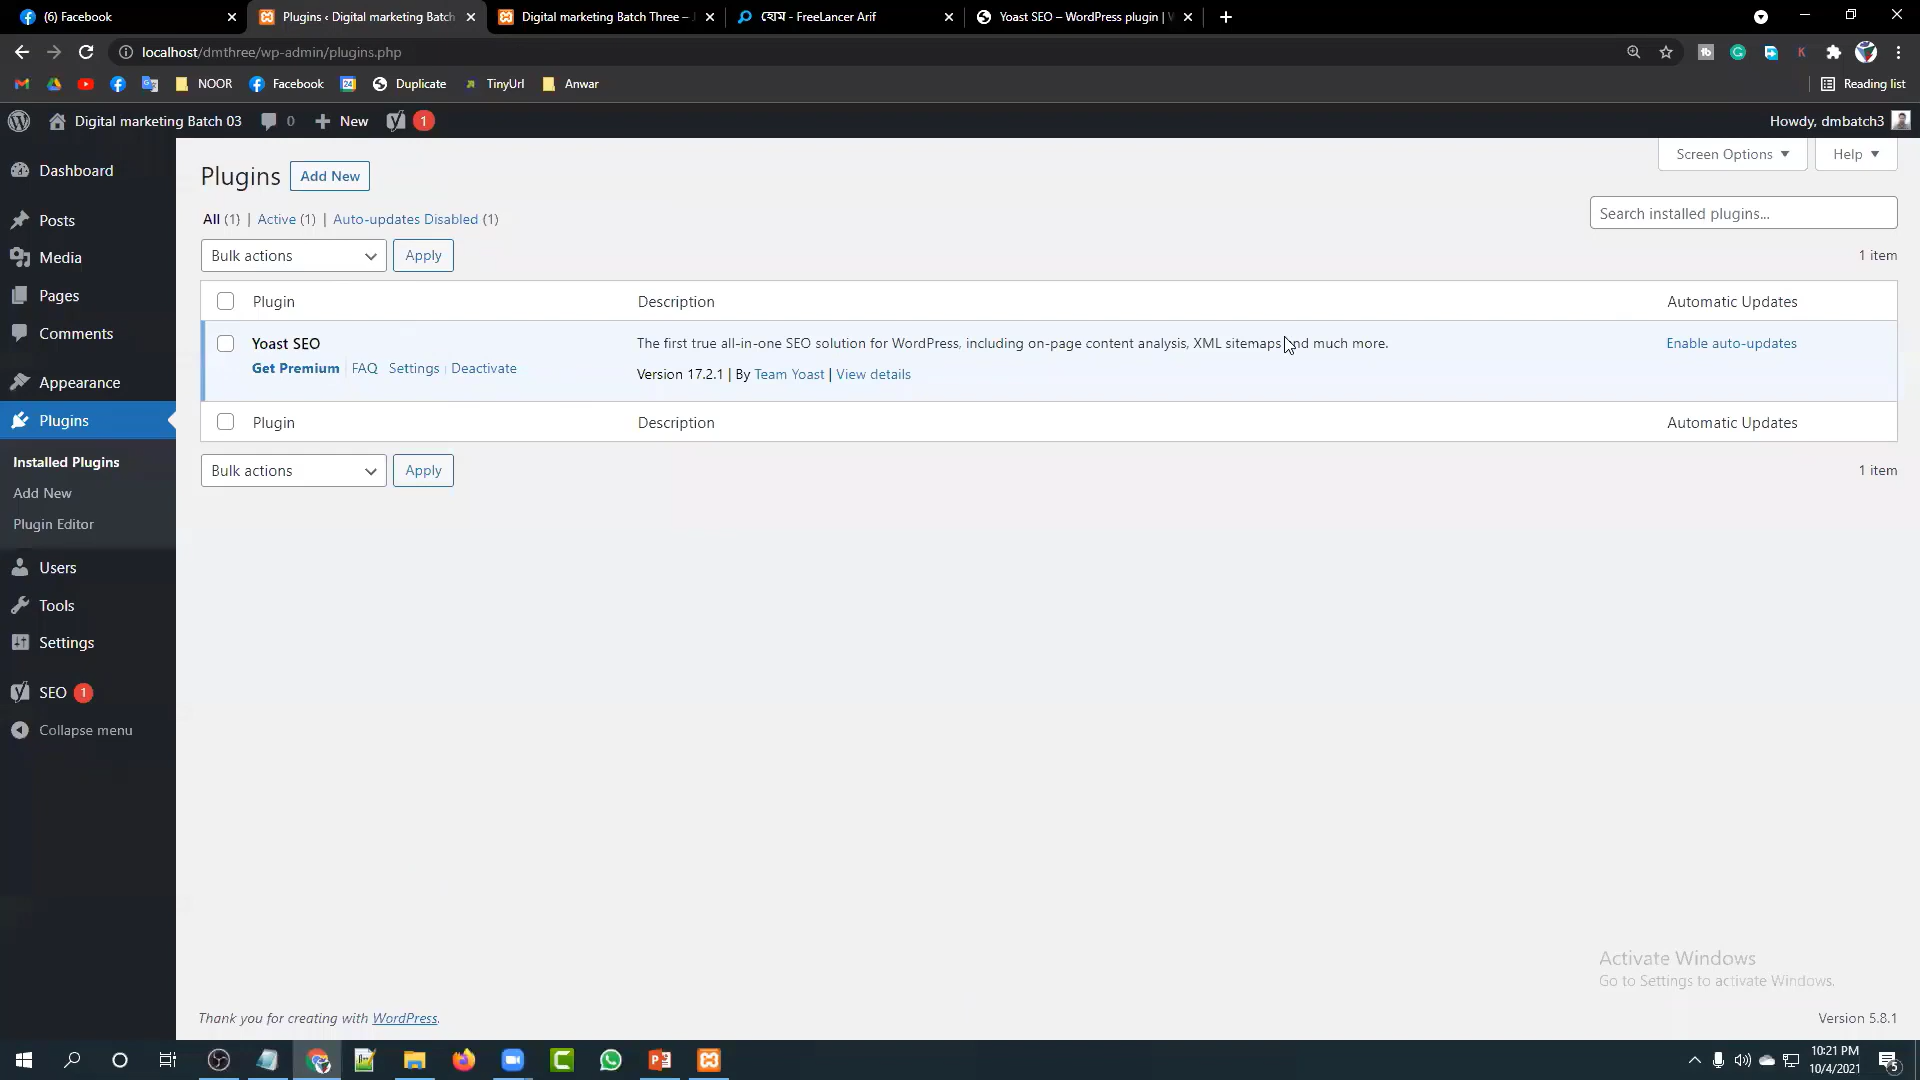 (6) Facebook
Plugins ‹ Digital marketing Batch
Digital marketing Batch Three –
হোম - FreeLancer Arif
Yoast SEO – WordPress plugin |
localhost/dmthree/wp-admin/plugins.php
NOOR
Facebook
24
Duplicate
TinyUrl
Anwar
Reading list
Digital marketing Batch 03
0
New
1
Howdy, dmbatch3
Screen Options
Help
Dashboard
Posts
Media
Pages
Comments
Appearance
Plugins
Installed Plugins
Add New
Plugin Editor
Users
Tools
Settings
SEO 1
Collapse menu
Plugins
Add New
All (1) | Active (1) | Auto-updates Disabled (1)
Search installed plugins...
Bulk actions
Apply
1 item
Plugin
Description
Automatic Updates
Yoast SEO
The first true all-in-one SEO solution for WordPress, including on-page content analysis, XML sitemaps and much more.
Enable auto-updates
Get Premium | FAQ | Settings | Deactivate
Version 17.2.1 | By Team Yoast | View details
Plugin
Description
Automatic Updates
Bulk actions
Apply
1 item
Activate Windows
Go to Settings to activate Windows.
Thank you for creating with WordPress.
Version 5.8.1
10:21 PM
10/4/2021
5